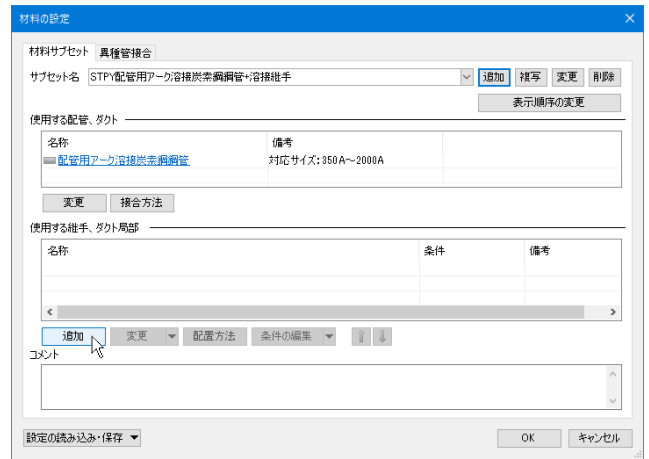 材料の設定
材料サブセット 異種管接合
サブセット名 STPY配管用アーク溶接炭素鋼鋼管+溶接継手 追加 複写 変更 削除
表示順序の変更
使用する配管、ダクト
名称 備考
配管用アーク溶接炭素鋼鋼管 対応サイズ:350A～2000A
変更 接合方法
使用する継手、ダクト局部
名称 条件 備考
追加 変更 配置方法 条件の編集
コメント
設定の読み込み・保存 OK キャンセル